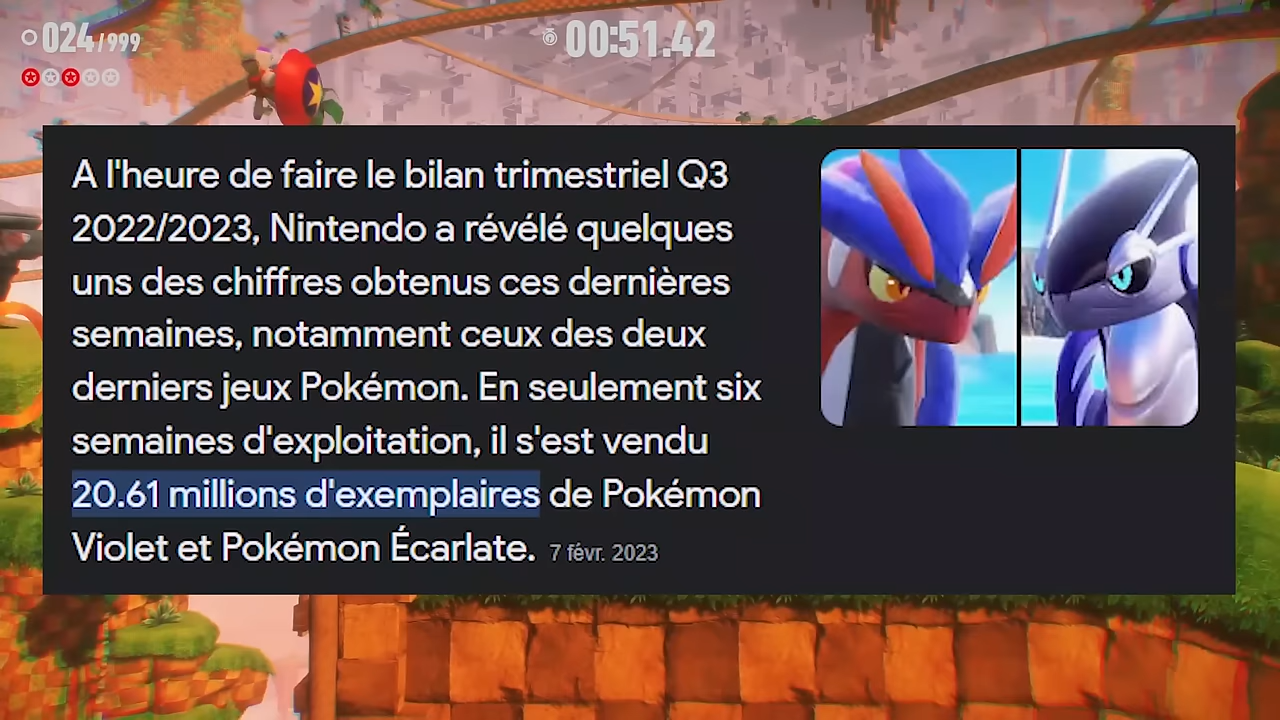 024/999
00:51.42
A l'heure de faire le bilan trimestriel Q3
2022/2023, Nintendo a révélé quelques
uns des chiffres obtenus ces dernières
semaines, notamment ceux des deux
derniers jeux Pokémon. En seulement six
semaines d'exploitation, il s'est vendu
20.61 millions d'exemplaires de Pokémon
Violet et Pokémon Écarlate. 7 févr. 2023